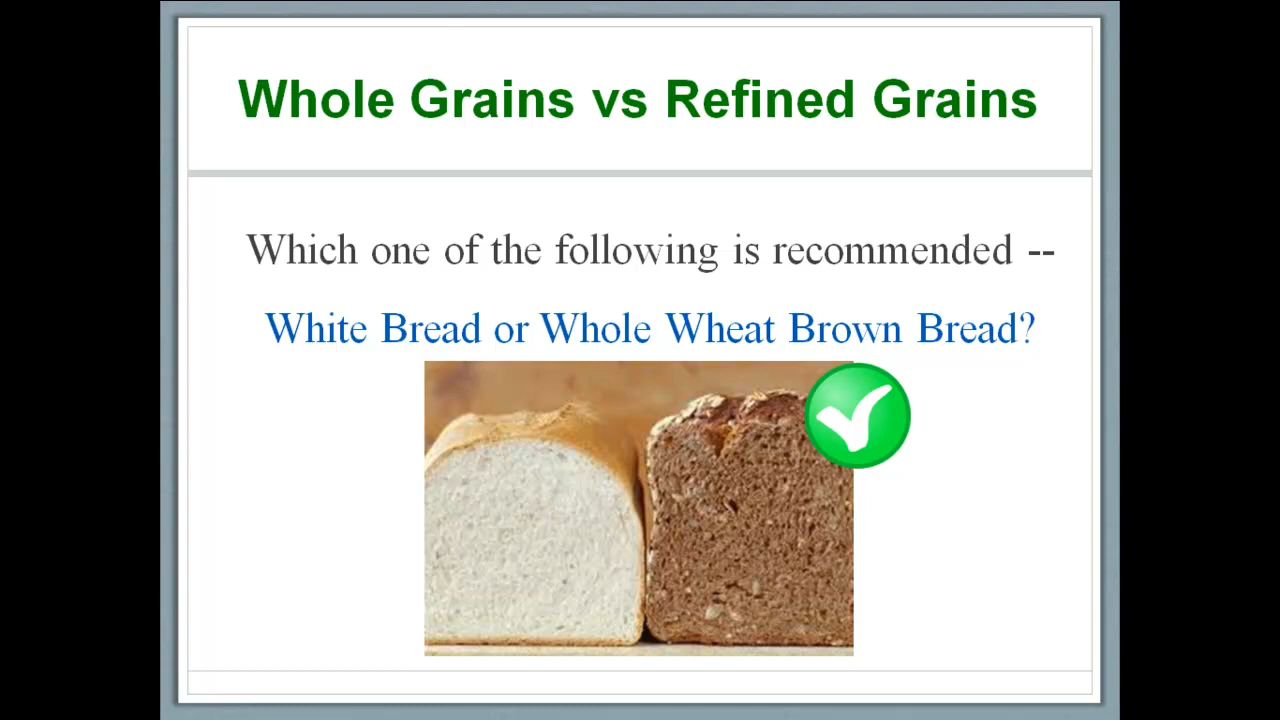 Whole Grains vs Refined Grains
Which one of the following is recommended --
White Bread or Whole Wheat Brown Bread?